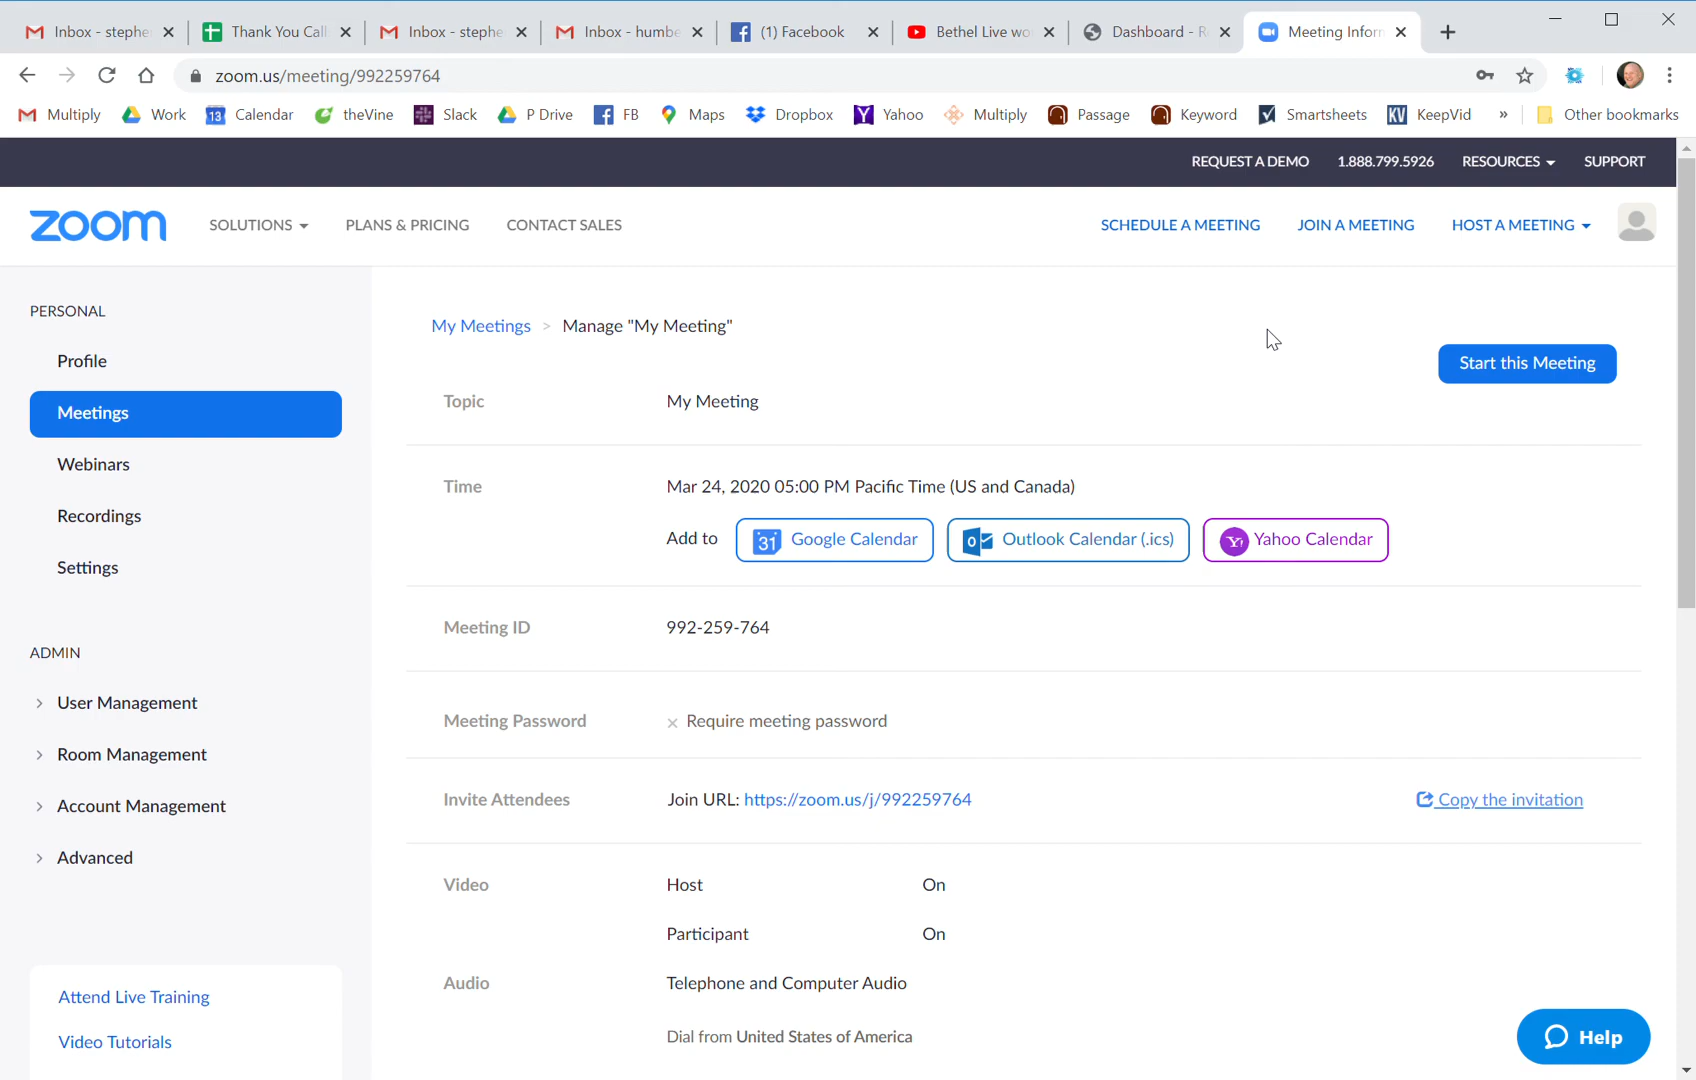 Inbox - stephe
Thank You Call
Inbox - stephe
Inbox - humbe
(1) Facebook
Bethel Live wo
Dashboard - R
Meeting Inforr
zoom.us/meeting/992259764
Multiply
Work
Calendar
theVine
Slack
P Drive
FB
Maps
Dropbox
Yahoo
Multiply
Passage
Keyword
Smartsheets
KeepVid
»
Other bookmarks
REQUEST A DEMO
1.888.799.5926
RESOURCES
SUPPORT
zoom
SOLUTIONS
PLANS & PRICING
CONTACT SALES
SCHEDULE A MEETING
JOIN A MEETING
HOST A MEETING
PERSONAL
Profile
Meetings
Webinars
Recordings
Settings
ADMIN
User Management
Room Management
Account Management
Advanced
Attend Live Training
Video Tutorials
My Meetings > Manage "My Meeting"
Start this Meeting
Topic My Meeting
Time Mar 24, 2020 05:00 PM Pacific Time (US and Canada)
Add to Google Calendar Outlook Calendar (.ics) Yahoo Calendar
Meeting ID 992-259-764
Meeting Password × Require meeting password
Invite Attendees Join URL: https://zoom.us/j/992259764 Copy the invitation
Video Host On
Participant On
Audio Telephone and Computer Audio
Dial from United States of America
Help